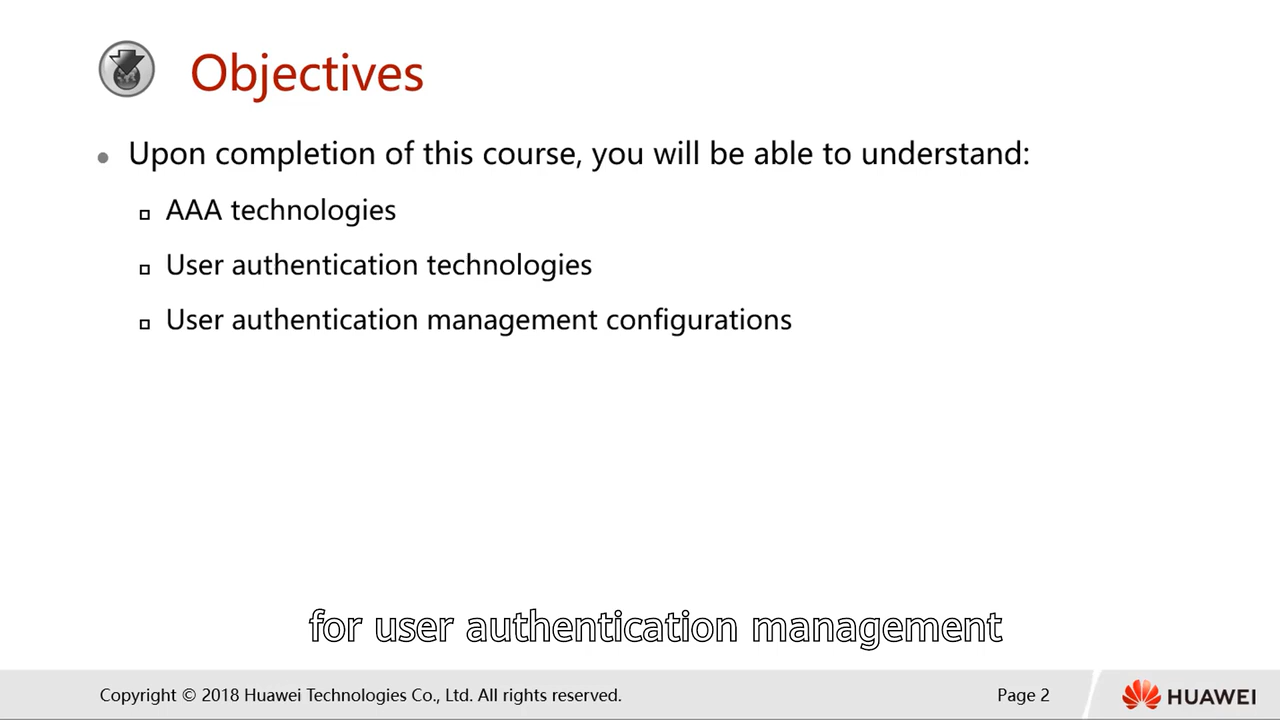 Objectives
• Upon completion of this course, you will be able to understand:
▫ AAA technologies
▫ User authentication technologies
▫ User authentication management configurations
for user authentication management
Copyright © 2018 Huawei Technologies Co., Ltd. All rights reserved.
Page 2
HUAWEI